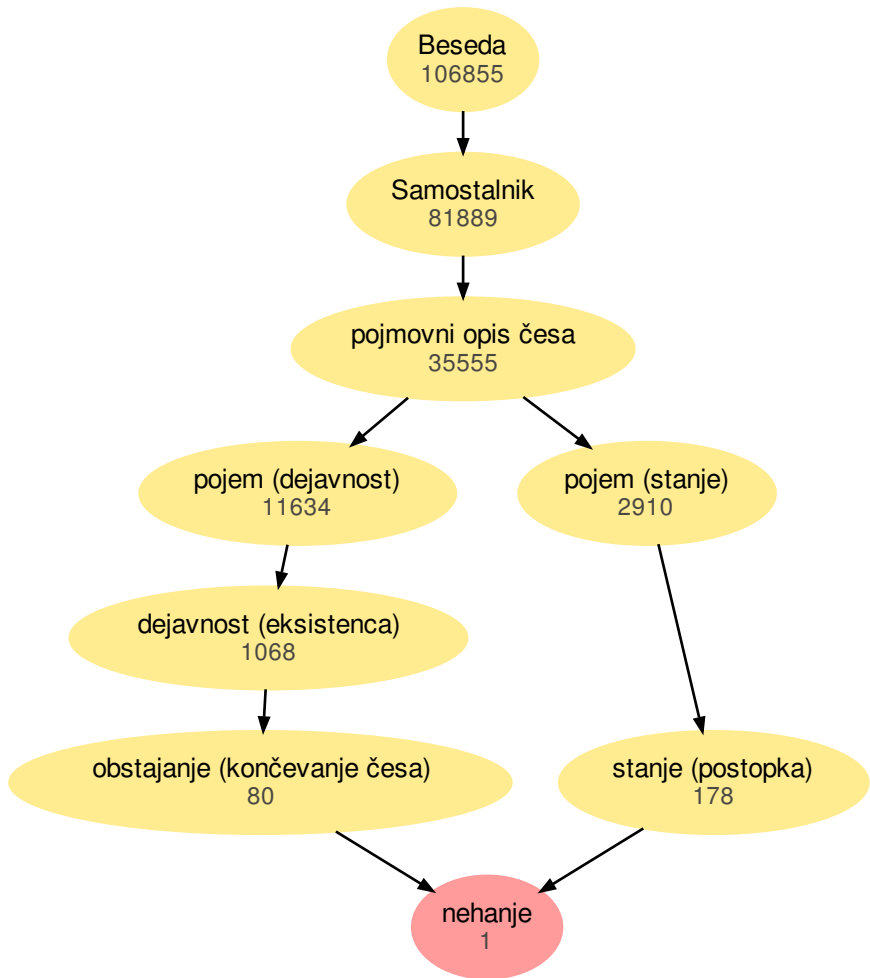 Beseda
106855
Samostalnik
81889
pojmovni opis česa
35555
pojem (dejavnost)
11634
pojem (stanje)
2910
dejavnost (eksistenca)
1068
obstajanje (končevanje česa)
80
stanje (postopka)
178
nehanje
1